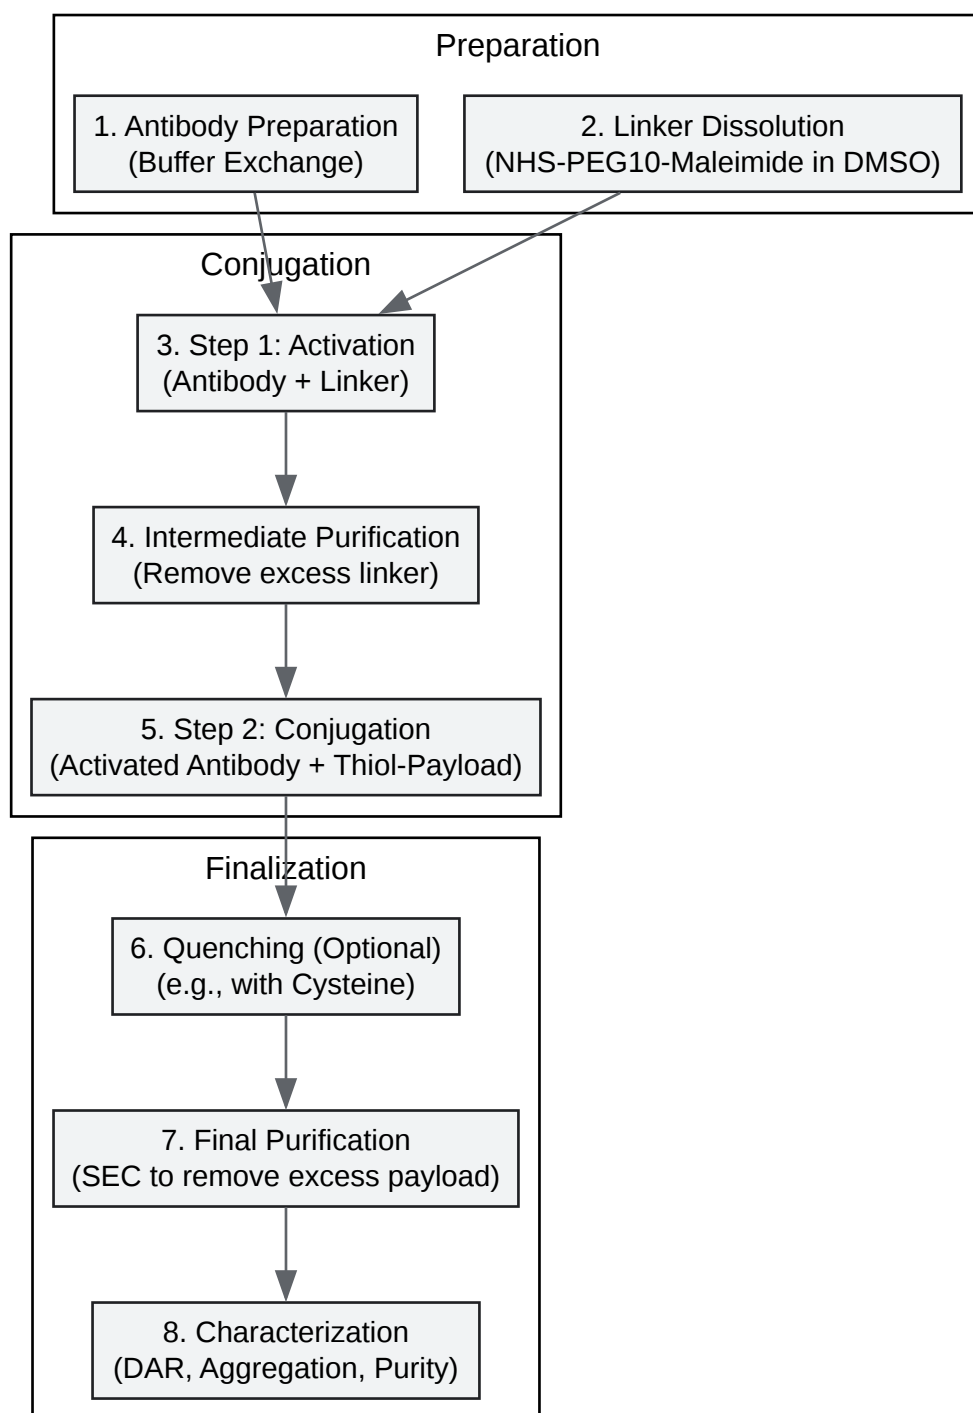 Preparation
1. Antibody Preparation
(Buffer Exchange)
2. Linker Dissolution
(NHS-PEG10-Maleimide in DMSO)
Conjugation
3. Step 1: Activation
(Antibody + Linker)
4. Intermediate Purification
(Remove excess linker)
5. Step 2: Conjugation
(Activated Antibody + Thiol-Payload)
Finalization
6. Quenching (Optional)
(e.g., with Cysteine)
7. Final Purification
(SEC to remove excess payload)
8. Characterization
(DAR, Aggregation, Purity)